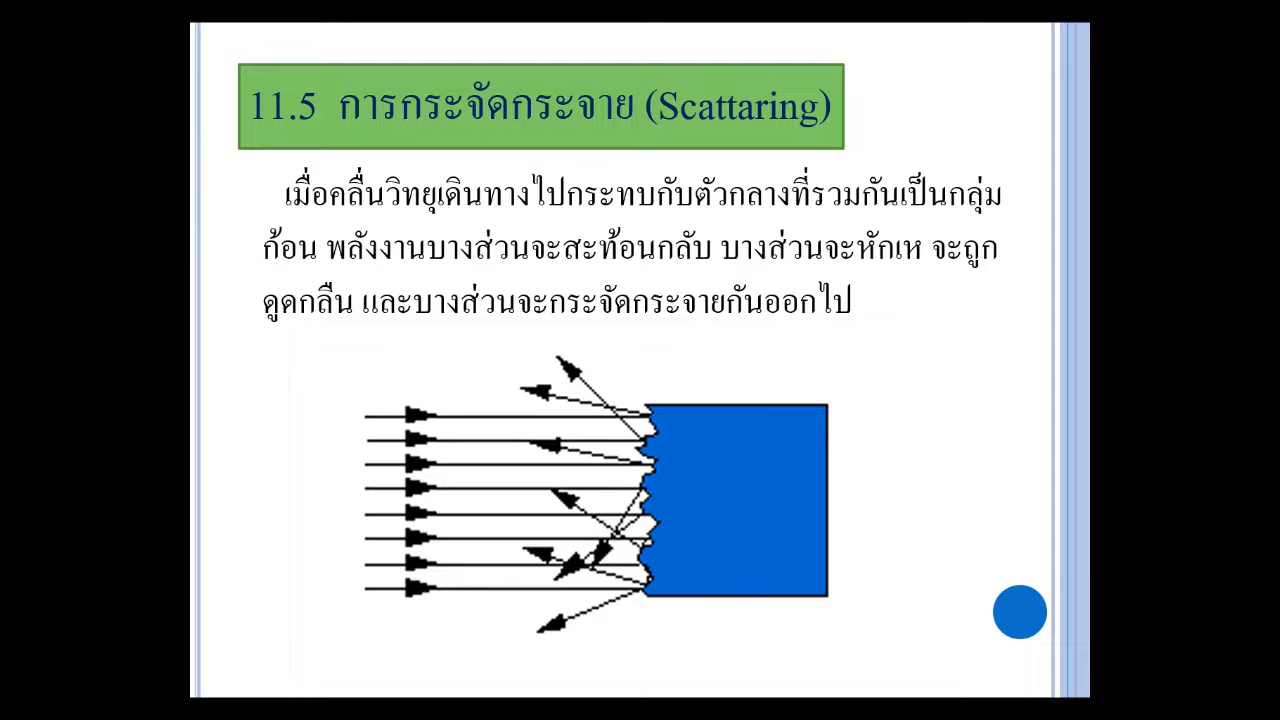 11.5 การกระจัดกระจาย (Scattaring)
เมื่อคลื่นวิทยุเดินทางไปกระทบกับตัวกลางที่รวมกันเป็นกลุ่ม
ก้อน พลังงานบางส่วนจะสะท้อนกลับ บางส่วนจะหักเห จะถูก
ดูดกลืน และบางส่วนจะกระจัดกระจายกันออกไป